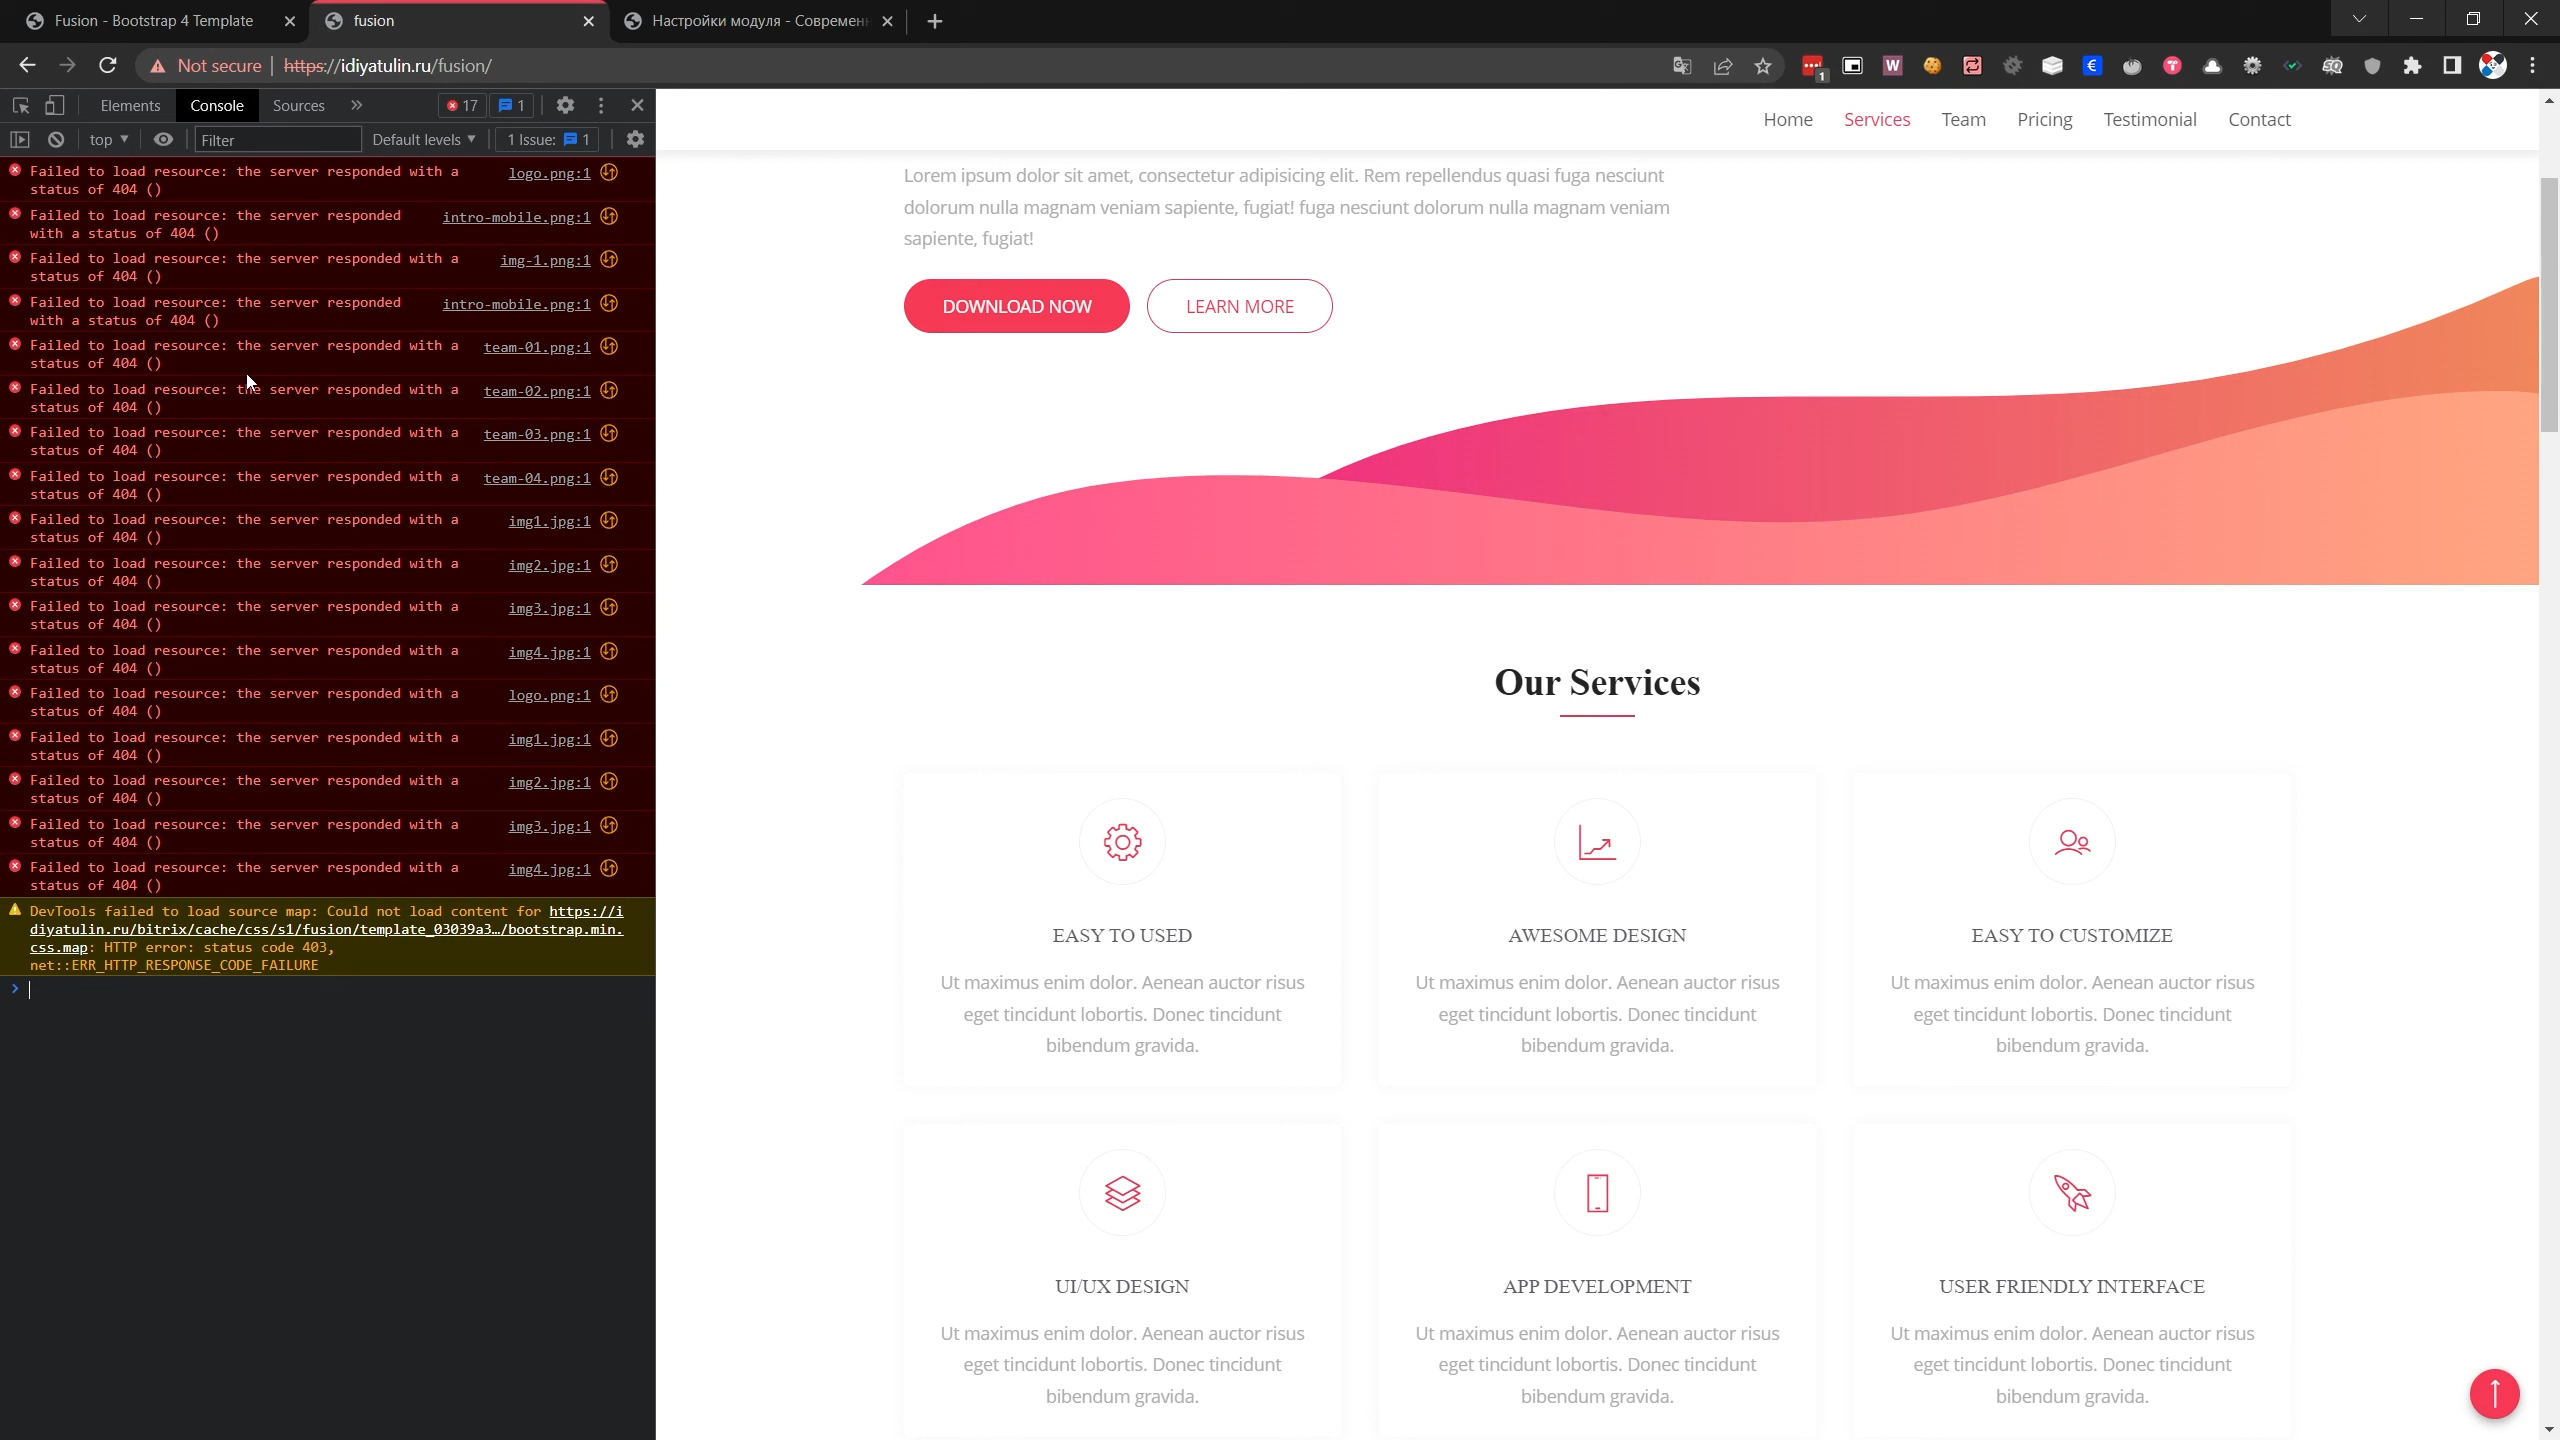 Fusion - Bootstrap 4 Template
fusion
Настройки модуля - Современн
Not secure
https://idiyatulin.ru/fusion/
1
Elements
Console
Sources
17
1
top
Filter
Default levels
1 Issue: 1
Failed to load resource: the server responded with a logo.png:1
status of 404 ()
Failed to load resource: the server responded intro-mobile.png:1
with a status of 404 ()
Failed to load resource: the server responded with a img-1.png:1
status of 404 ()
Failed to load resource: the server responded intro-mobile.png:1
with a status of 404 ()
Failed to load resource: the server responded with a team-01.png:1
status of 404 ()
Failed to load resource: the server responded with a team-02.png:1
status of 404 ()
Failed to load resource: the server responded with a team-03.png:1
status of 404 ()
Failed to load resource: the server responded with a team-04.png:1
status of 404 ()
Failed to load resource: the server responded with a img1.jpg:1
status of 404 ()
Failed to load resource: the server responded with a img2.jpg:1
status of 404 ()
Failed to load resource: the server responded with a img3.jpg:1
status of 404 ()
Failed to load resource: the server responded with a img4.jpg:1
status of 404 ()
Failed to load resource: the server responded with a logo.png:1
status of 404 ()
Failed to load resource: the server responded with a img1.jpg:1
status of 404 ()
Failed to load resource: the server responded with a img2.jpg:1
status of 404 ()
Failed to load resource: the server responded with a img3.jpg:1
status of 404 ()
Failed to load resource: the server responded with a img4.jpg:1
status of 404 ()
DevTools failed to load source map: Could not load content for https://i
diyatulin.ru/bitrix/cache/css/s1/fusion/template_03039a3…/bootstrap.min.
css.map: HTTP error: status code 403,
net::ERR_HTTP_RESPONSE_CODE_FAILURE
Home
Services
Team
Pricing
Testimonial
Contact
Lorem ipsum dolor sit amet, consectetur adipisicing elit. Rem repellendus quasi fuga nesciunt
dolorum nulla magnam veniam sapiente, fugiat! fuga nesciunt dolorum nulla magnam veniam
sapiente, fugiat!
DOWNLOAD NOW
LEARN MORE
Our Services
EASY TO USED
Ut maximus enim dolor. Aenean auctor risus
eget tincidunt lobortis. Donec tincidunt
bibendum gravida.
AWESOME DESIGN
Ut maximus enim dolor. Aenean auctor risus
eget tincidunt lobortis. Donec tincidunt
bibendum gravida.
EASY TO CUSTOMIZE
Ut maximus enim dolor. Aenean auctor risus
eget tincidunt lobortis. Donec tincidunt
bibendum gravida.
UI/UX DESIGN
Ut maximus enim dolor. Aenean auctor risus
eget tincidunt lobortis. Donec tincidunt
bibendum gravida.
APP DEVELOPMENT
Ut maximus enim dolor. Aenean auctor risus
eget tincidunt lobortis. Donec tincidunt
bibendum gravida.
USER FRIENDLY INTERFACE
Ut maximus enim dolor. Aenean auctor risus
eget tincidunt lobortis. Donec tincidunt
bibendum gravida.